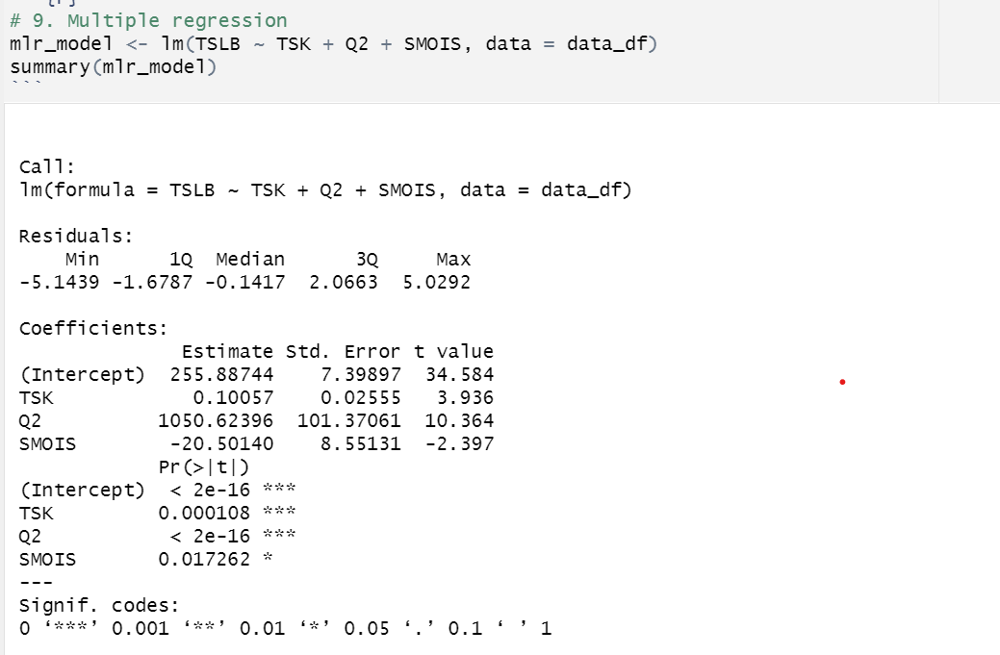 # 9. Multiple regression
mlr_model <- lm(TSLB ~ TSK + Q2 + SMOIS, data = data_df)
summary(mlr_model)
```
Call:
lm(formula = TSLB ~ TSK + Q2 + SMOIS, data = data_df)
Residuals:
    Min      1Q  Median      3Q     Max
-5.1439 -1.6787 -0.1417  2.0663  5.0292
Coefficients:
              Estimate Std. Error t value
(Intercept)  255.88744    7.39897  34.584
TSK            0.10057    0.02555   3.936
Q2          1050.62396  101.37061  10.364
SMOIS        -20.50140    8.55131  -2.397
            Pr(>|t|)
(Intercept)  < 2e-16 ***
TSK         0.000108 ***
Q2           < 2e-16 ***
SMOIS       0.017262 *
---
Signif. codes:
0 ‘***’ 0.001 ‘**’ 0.01 ‘*’ 0.05 ‘.’ 0.1 ‘ ’ 1